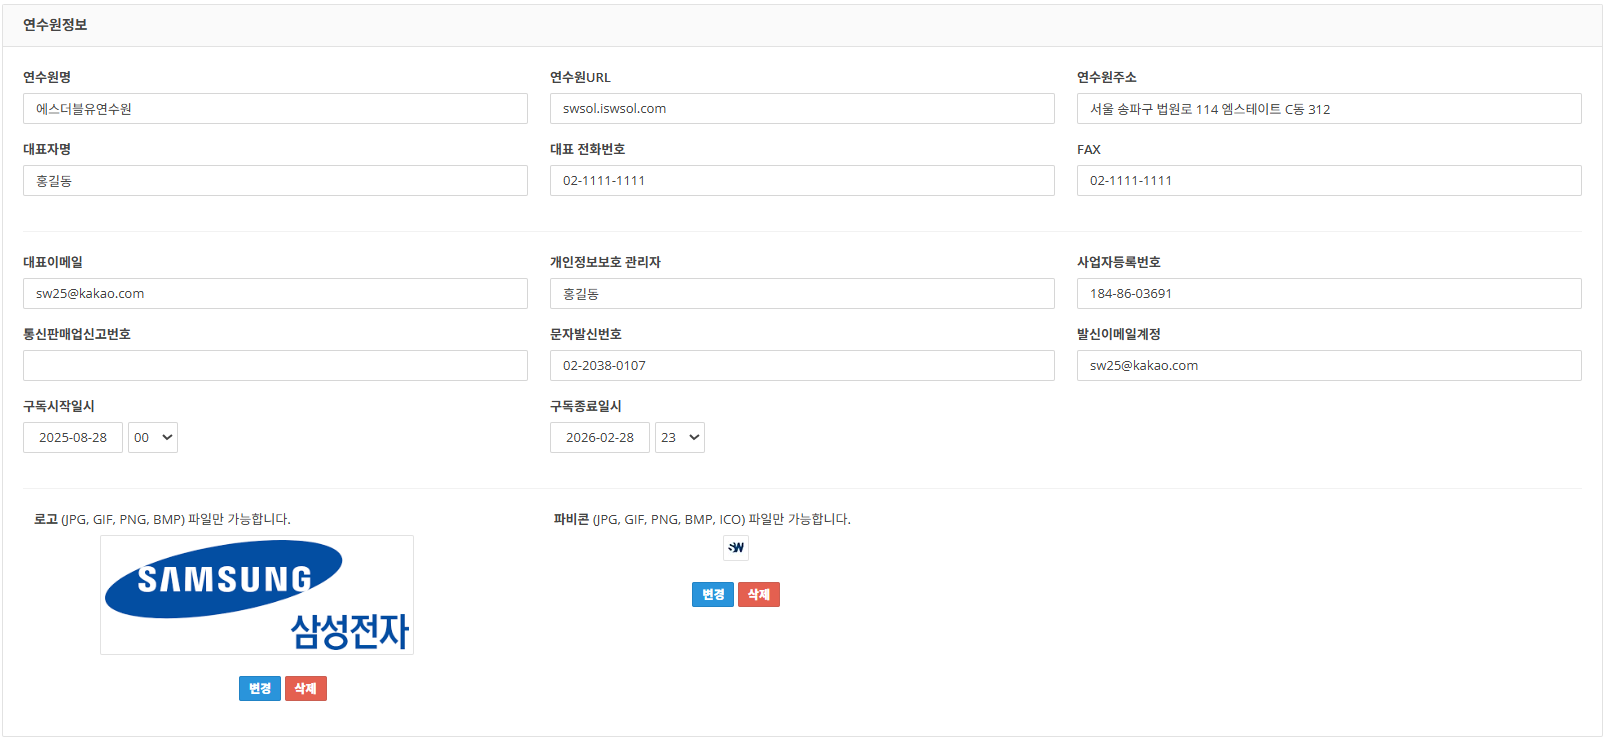 연수원정보
연수원명
연수원URL
연수원주소
에스더블유연수원
swsol.iswsol.com
서울 송파구 법원로 114 엠스테이트 C동 312
대표자명
대표 전화번호
FAX
홍길동
02-1111-1111
02-1111-1111
대표이메일
개인정보보호 관리자
사업자등록번호
sw25@kakao.com
홍길동
184-86-03691
통신판매업신고번호
문자발신번호
발신이메일계정
02-2038-0107
sw25@kakao.com
구독시작일시
구독종료일시
2025-08-28 00
2026-02-28 23
로고 (JPG, GIF, PNG, BMP) 파일만 가능합니다.
파비콘 (JPG, GIF, PNG, BMP, ICO) 파일만 가능합니다.
SAMSUNG
삼성전자
SW
변경 삭제
변경 삭제